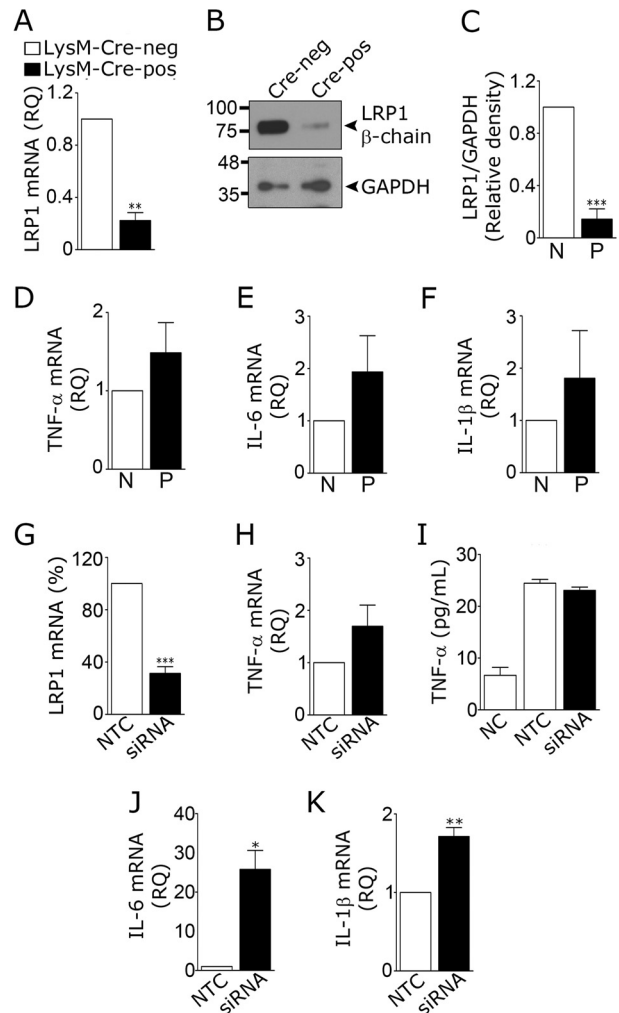 A
LysM-Cre-neg
LysM-Cre-pos
LRP1 mRNA (RQ)
1.2
0.8
0.4
0
**
B
Cre-neg
Cre-pos
100
75
LRP1
β-chain
48
35
GAPDH
C
LRP1/GAPDH
(Relative density)
1.2
0.8
0.4
0
***
N P
D
TNF-α mRNA
(RQ)
2
1
0
N P
E
IL-6 mRNA
(RQ)
3
2
1
0
N P
F
IL-1β mRNA
(RQ)
3
2
1
0
N P
G
LRP1 mRNA (%)
120
80
40
0
***
NTC
siRNA
H
TNF-α mRNA
(RQ)
3
2
1
0
NTC
siRNA
I
TNF-α (pg/mL)
30
20
10
0
NC
NTC
siRNA
J
IL-6 mRNA
(RQ)
40
30
20
10
0
*
NTC
siRNA
K
IL-1β mRNA
(RQ)
2
1
0
**
NTC
siRNA